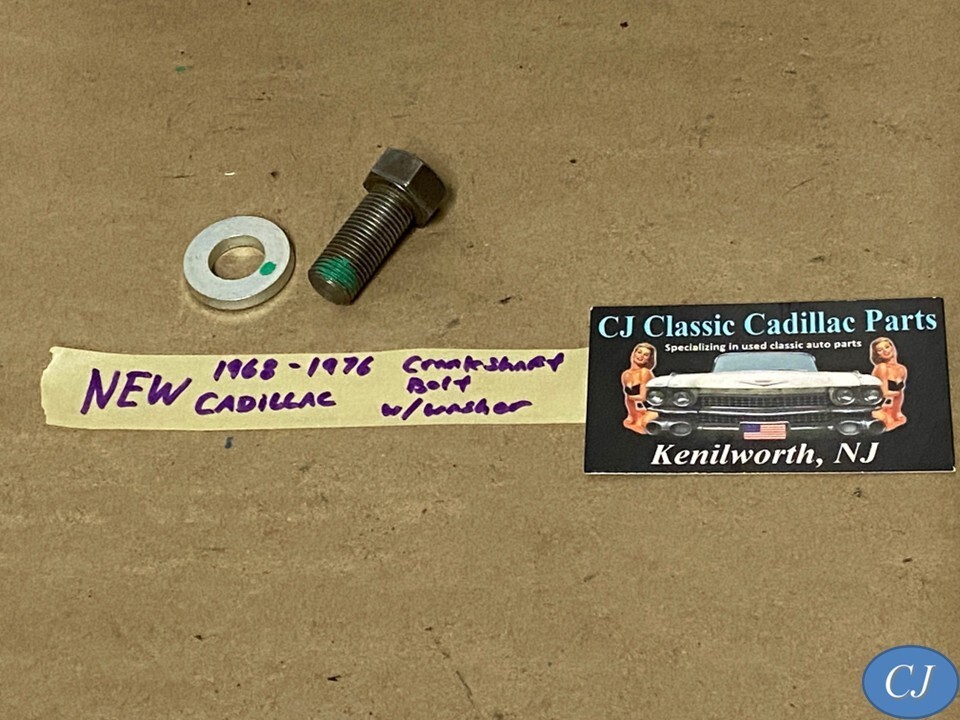 NEW
1968 - 1976
CADILLAC
Crankshaft
Bolt
w/washer
CJ Classic Cadillac Parts
Specializing in used classic auto parts
Kenilworth, NJ
CJ